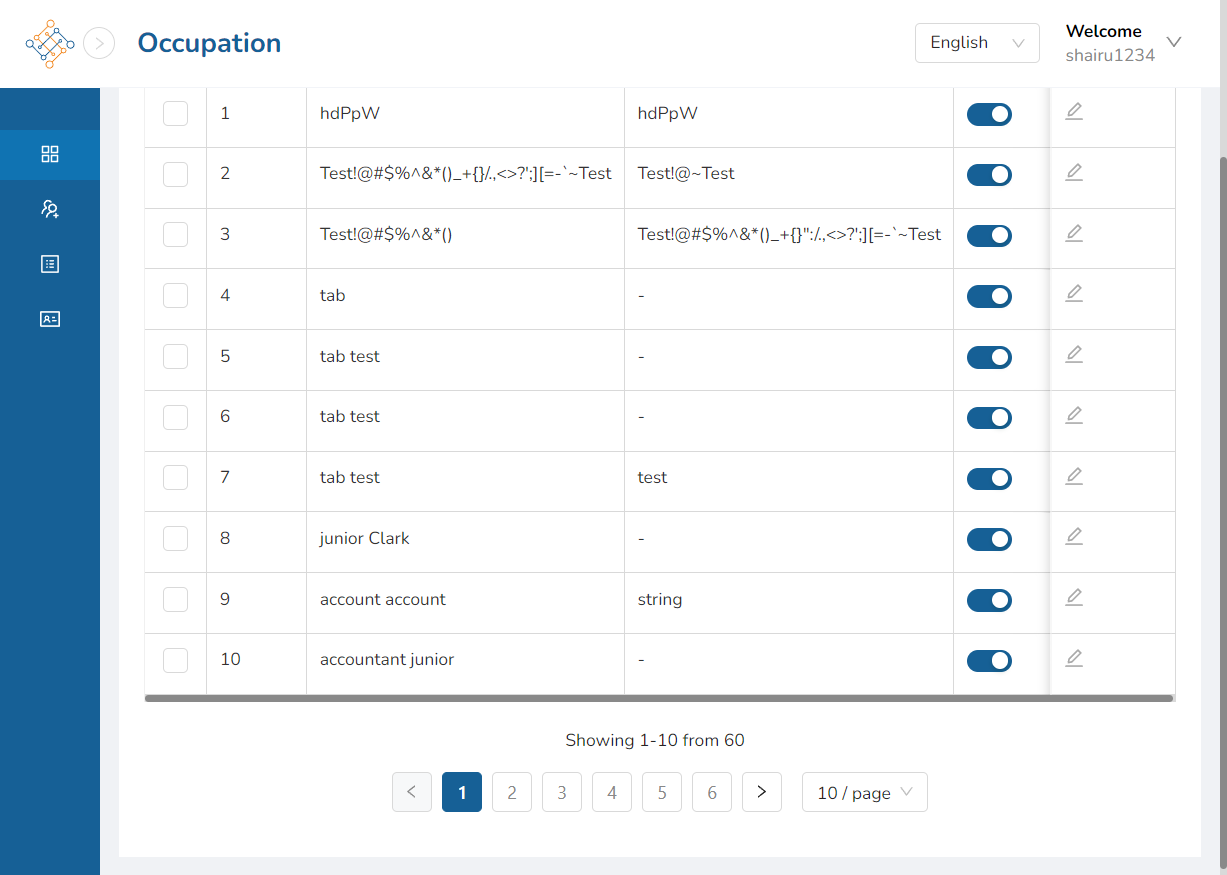 Occupation
English
Welcome
shairu1234
1 hdPpW hdPpW
2 Test!@#$%^&*()_+{}/.,<>?';][=-`~Test Test!@~Test
3 Test!@#$%^&*() Test!@#$%^&*()_+{}":/.,<>?';][=-`~Test
4 tab -
5 tab test -
6 tab test -
7 tab test test
8 junior Clark -
9 account account string
10 accountant junior -
Showing 1-10 from 60
< 1 2 3 4 5 6 > 10 / page